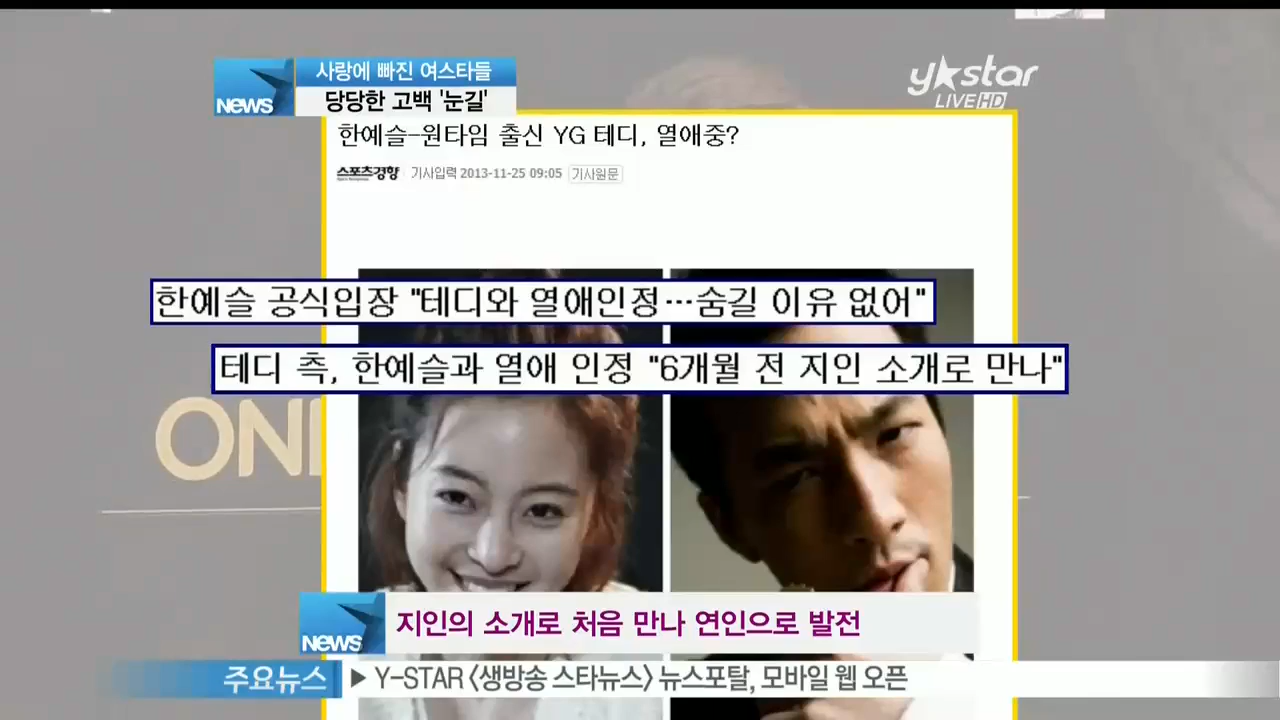 NEWS
사랑에 빠진 여스타들
당당한 고백 '눈길'
y★star
LIVE HD
한예슬-원타임 출신 YG 테디, 열애중?
스포츠경향 기사입력 2013-11-25 09:05 기사원문
한예슬 공식입장 "테디와 열애인정…숨길 이유 없어"
테디 측, 한예슬과 열애 인정 "6개월 전 지인 소개로 만나"
NEWS
지인의 소개로 처음 만나 연인으로 발전
주요뉴스 ▶ Y-STAR <생방송 스타뉴스> 뉴스포탈, 모바일 웹 오픈